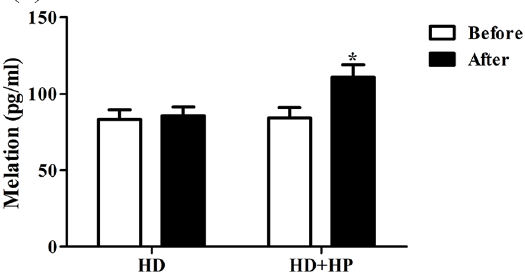 150
Before
After
*
100
50
0
Melation (pg/ml)
HD
HD+HP